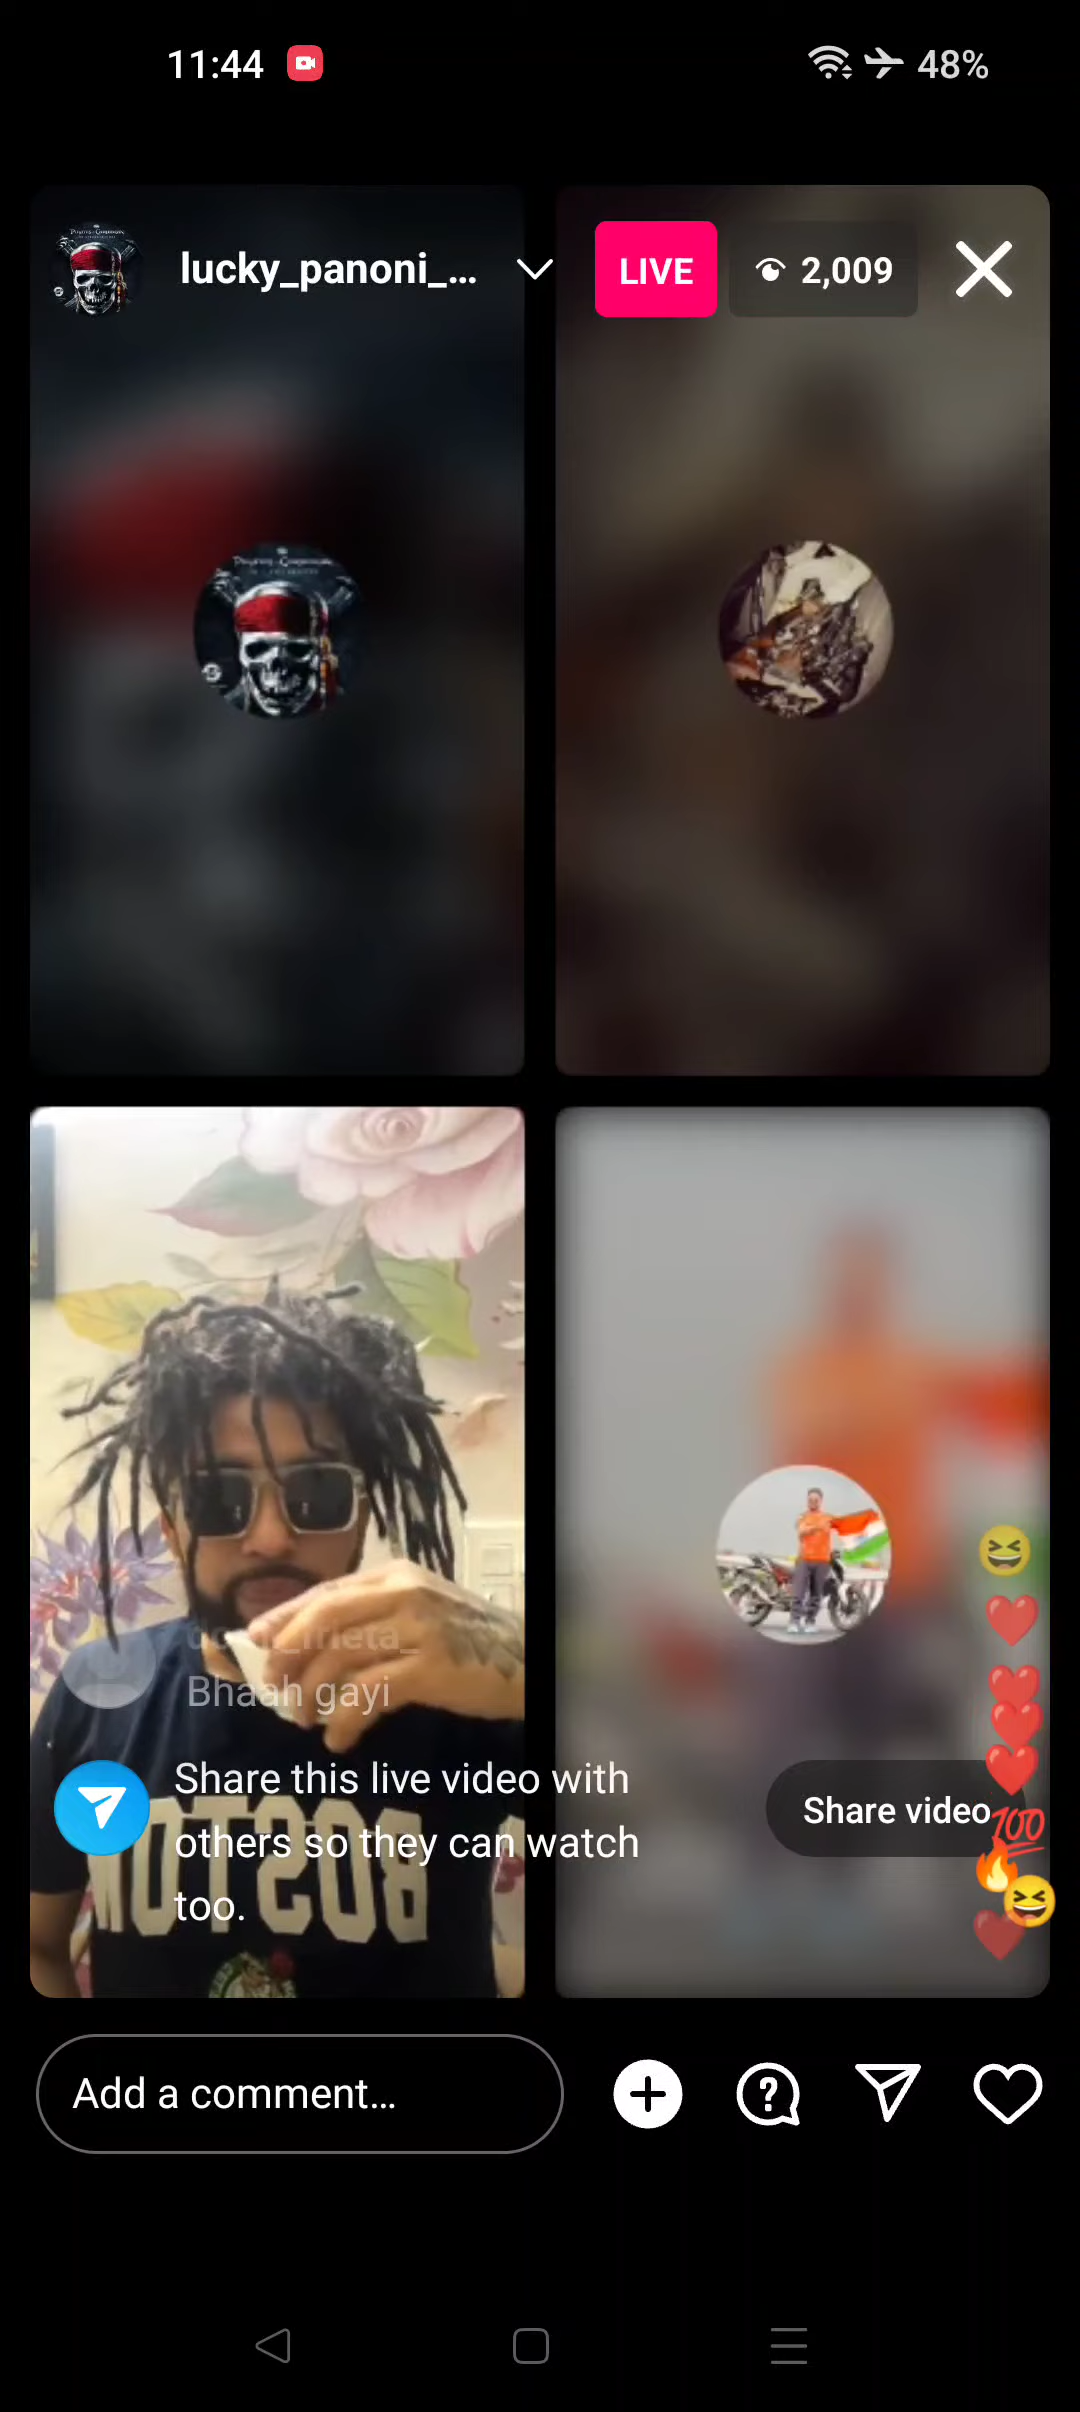 11:44
48%
lucky_panoni_...
LIVE
2,009
Bhaah gayi
Share this live video with
others so they can watch
too.
Share video
BOSTON
Add a comment...